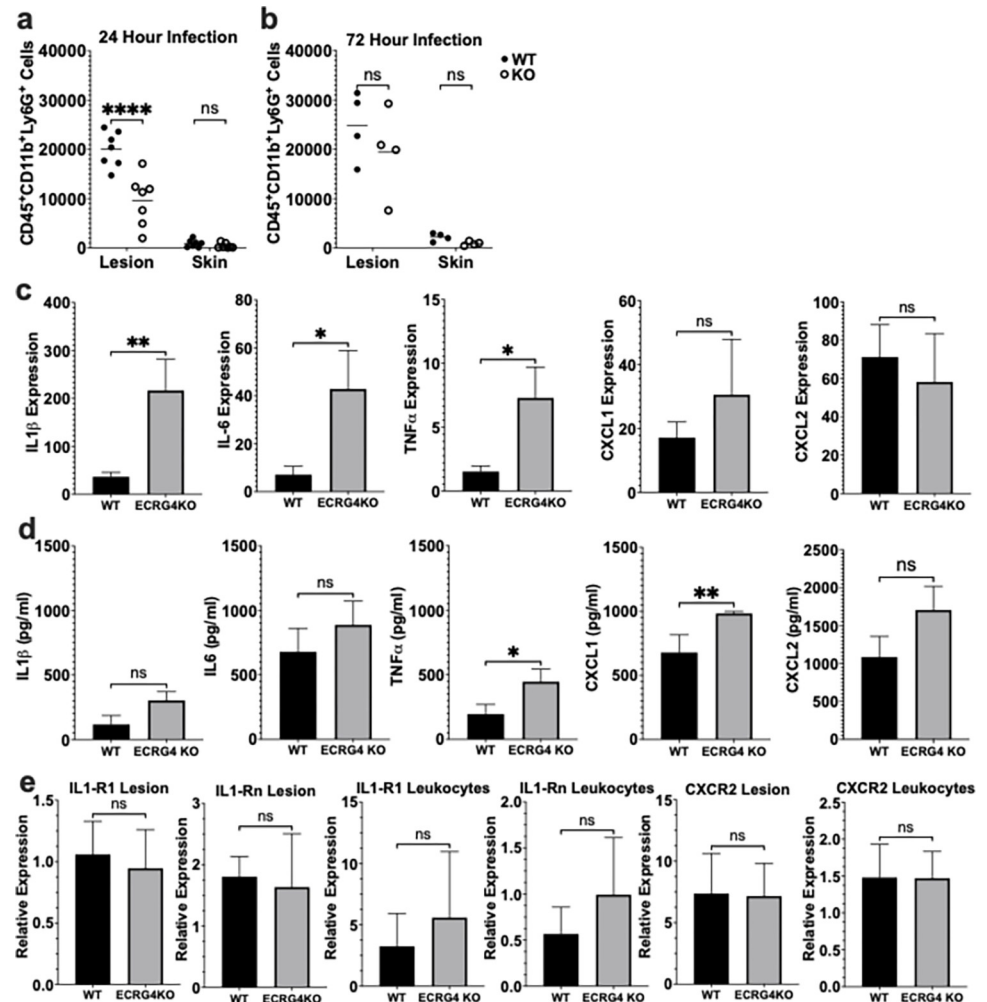 a
24 Hour Infection
CD45+CD11b+Ly6G+ Cells
40000
30000
20000
10000
0
****
ns
Lesion
Skin
b
72 Hour Infection
CD45+CD11b+Ly6G+ Cells
40000
30000
20000
10000
0
ns
ns
Lesion
Skin
WT
KO
c
IL1β Expression
400
300
200
100
0
**
WT
ECRG4KO
IL-6 Expression
80
60
40
20
0
*
WT
ECRG4KO
TNFα Expression
15
10
5
0
*
WT
ECRG4KO
CXCL1 Expression
60
40
20
0
ns
WT
ECRG4KO
CXCL2 Expression
100
80
60
40
20
0
ns
WT
ECRG4KO
d
IL1β (pg/ml)
1500
1000
500
0
ns
WT
ECRG4 KO
IL6 (pg/ml)
1500
1000
500
0
ns
WT
ECRG4 KO
TNFα (pg/ml)
1500
1000
500
0
*
WT
ECRG4 KO
CXCL1 (pg/ml)
1500
1000
500
0
**
WT
ECRG4 KO
CXCL2 (pg/ml)
2500
2000
1500
1000
500
0
ns
WT
ECRG4 KO
e
IL1-R1 Lesion
Relative Expression
1.5
1.0
0.5
0.0
ns
WT
ECRG4KO
IL1-Rn Lesion
Relative Expression
3
2
1
0
ns
WT
ECRG4KO
IL1-R1 Leukocytes
Relative Expression
15
10
5
0
ns
WT
ECRG4 KO
IL1-Rn Leukocytes
Relative Expression
2.0
1.5
1.0
0.5
0.0
ns
WT
ECRG4 KO
CXCR2 Lesion
Relative Expression
15
10
5
0
ns
WT
ECRG4KO
CXCR2 Leukocytes
Relative Expression
2.5
2.0
1.5
1.0
0.5
0.0
ns
WT
ECRG4KO